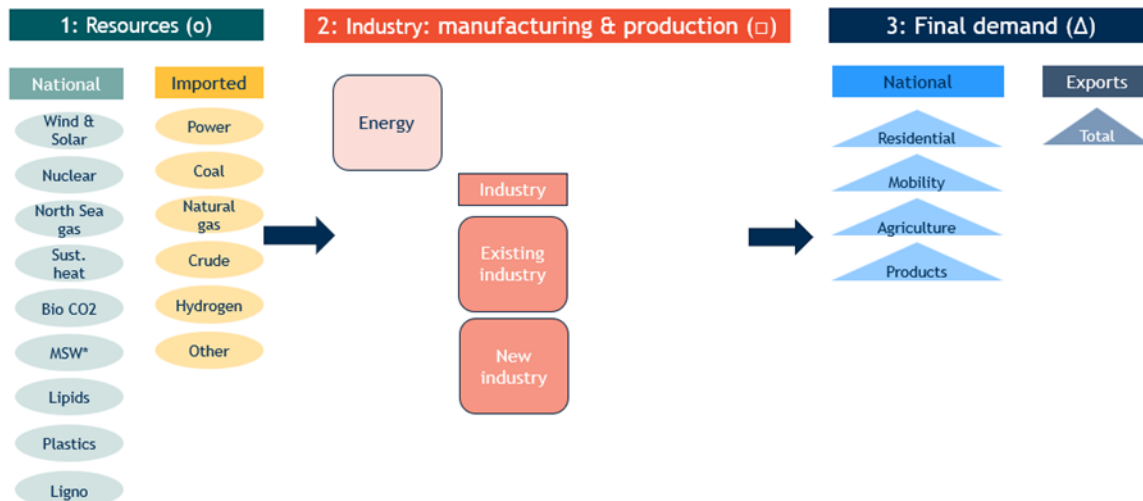 1: Resources (o)
2: Industry: manufacturing & production (□)
3: Final demand (Δ)
National
Imported
National
Exports
Wind &
Solar
Nuclear
North Sea
gas
Sust.
heat
Bio CO2
MSW*
Lipids
Plastics
Ligno
Power
Coal
Natural
gas
Crude
Hydrogen
Other
Energy
Industry
Existing
industry
New
industry
Residential
Mobility
Agriculture
Products
Total